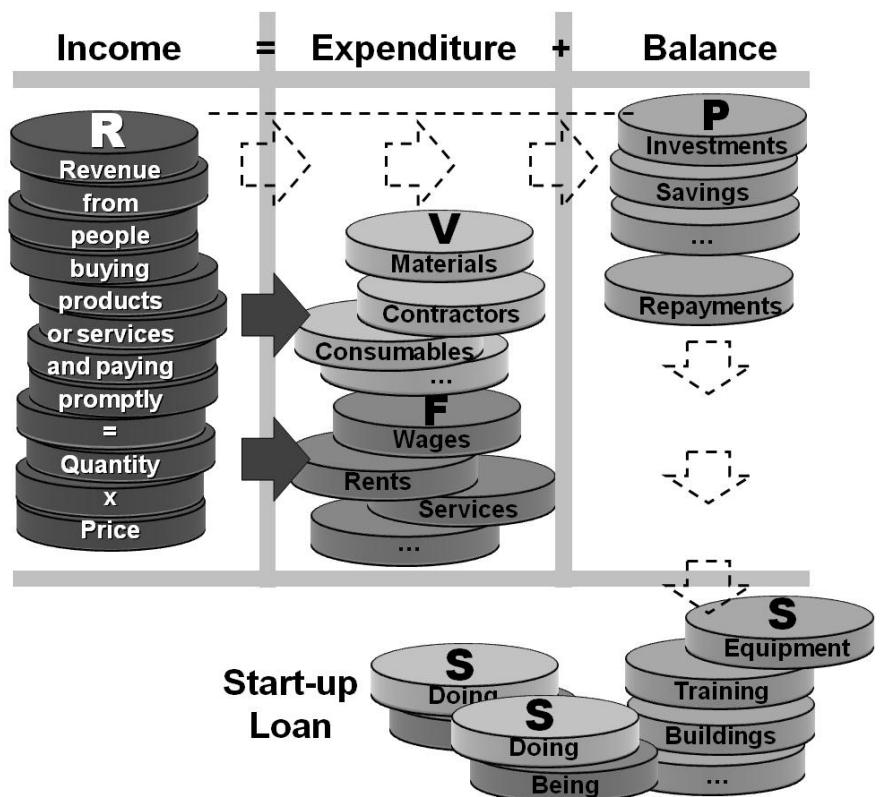 Income = Expenditure + Balance
R
Revenue
from
people
buying
products
or services
and paying
promptly
=
Quantity
x
Price
V
Materials
Contractors
Consumables
...
F
Wages
Rents
Services
...
P
Investments
Savings
...
Repayments
Start-up
Loan
S
Doing
S
Doing
Being
S
Equipment
Training
Buildings
...